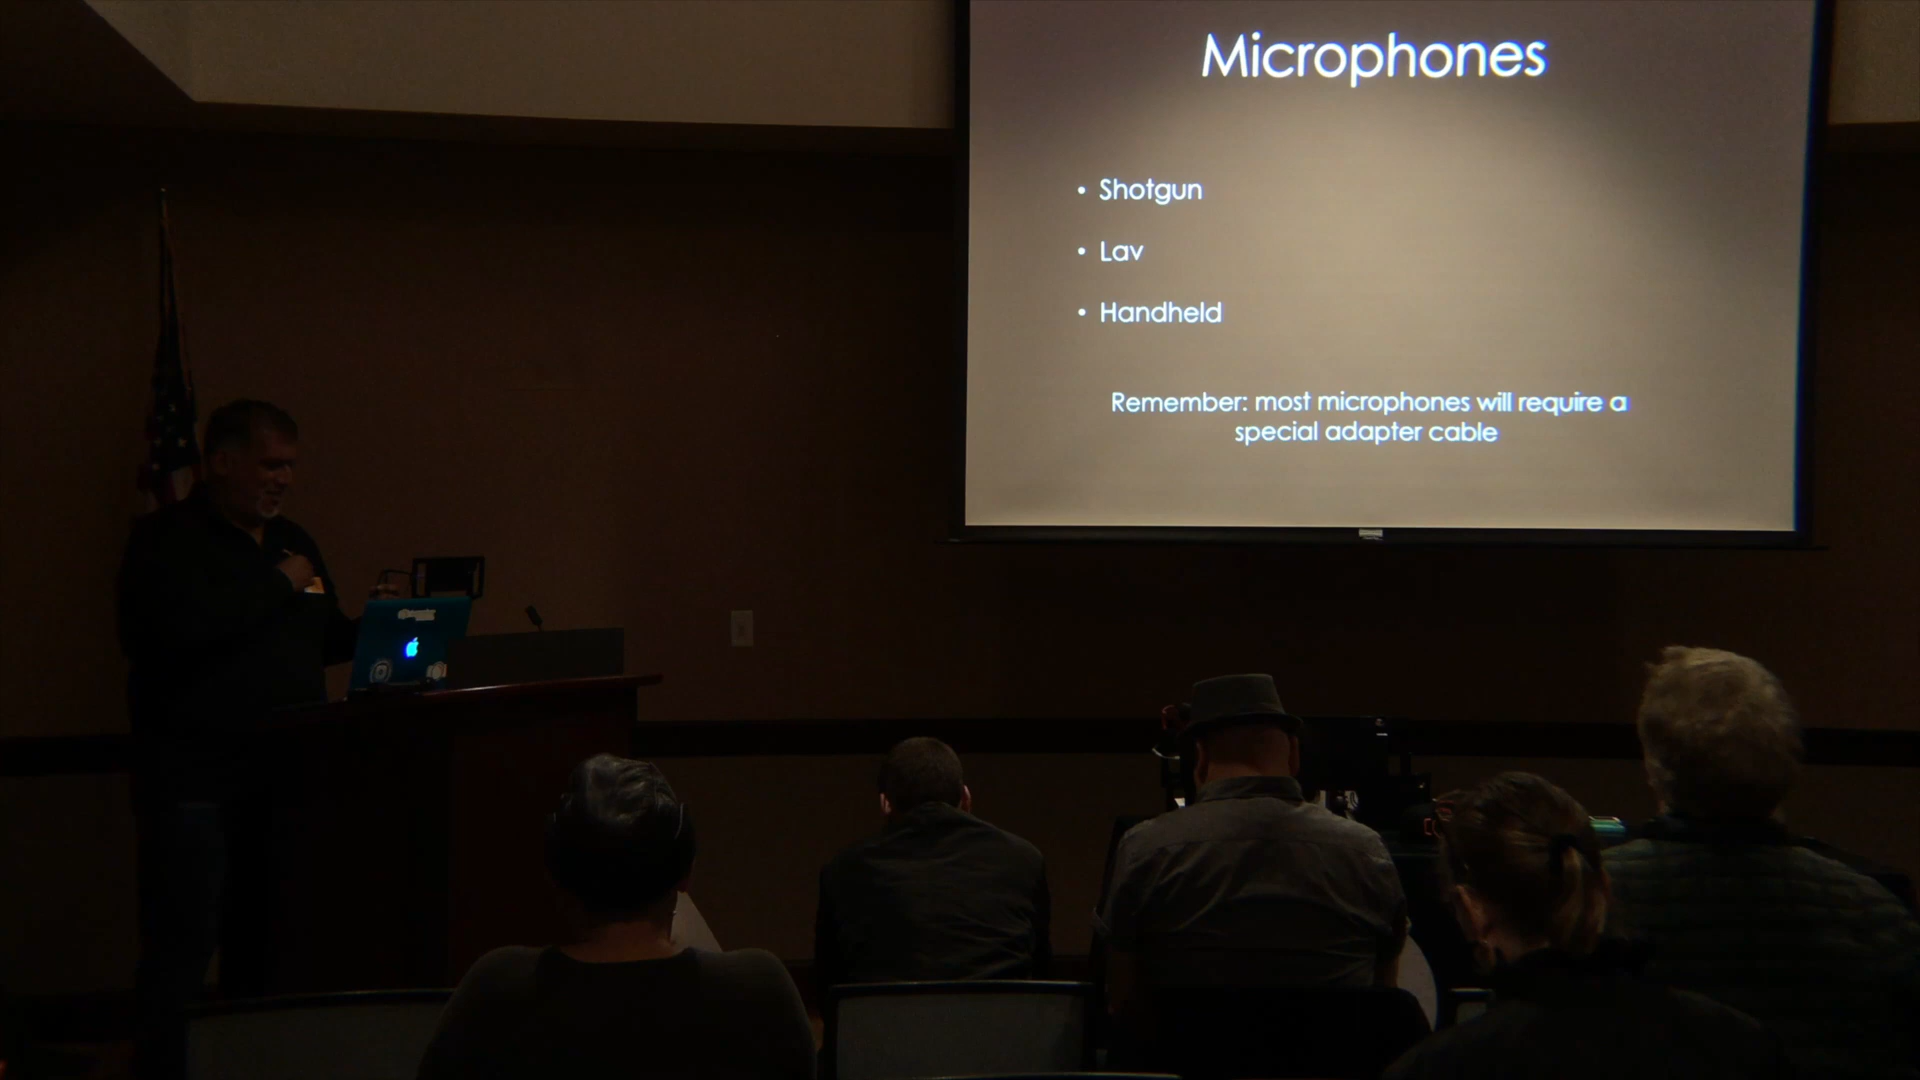 Microphones
• Shotgun
• Lav
• Handheld
Remember: most microphones will require a
special adapter cable